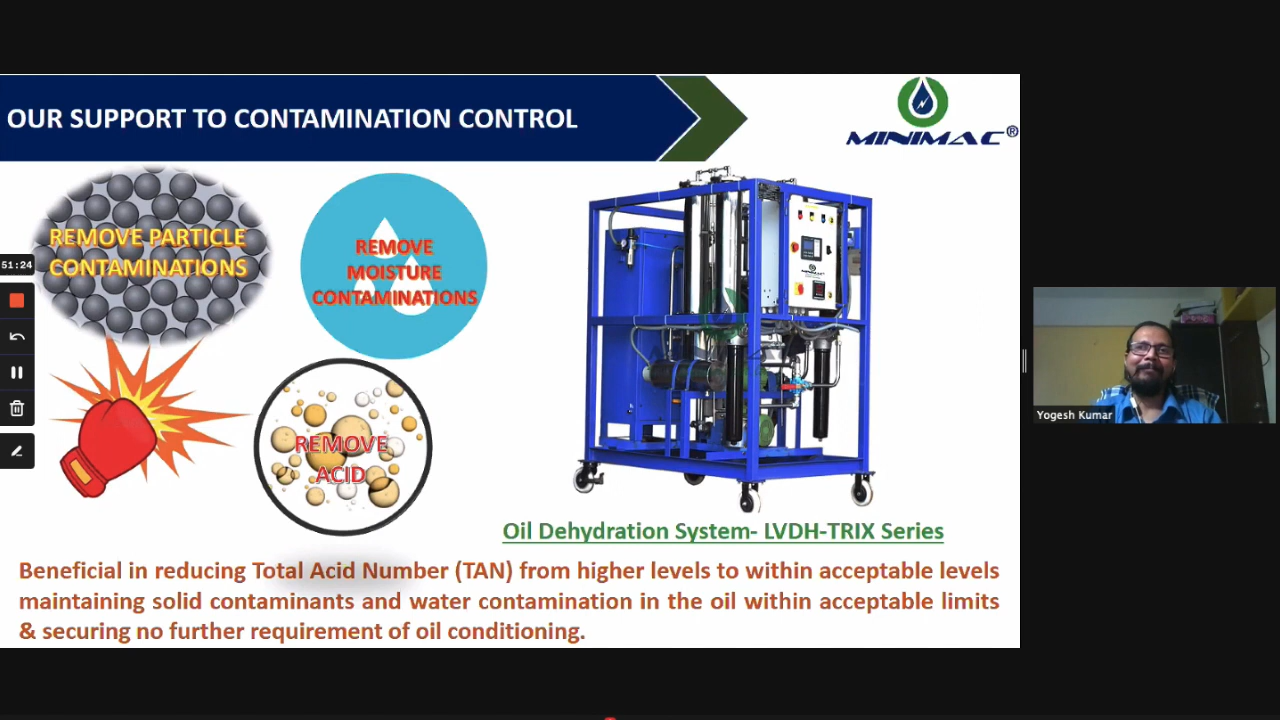 OUR SUPPORT TO CONTAMINATION CONTROL
MINIMAC®
REMOVE PARTICLE
CONTAMINATIONS
REMOVE
MOISTURE
CONTAMINATIONS
51:24
REMOVE
ACID
Yogesh Kumar
Oil Dehydration System- LVDH-TRIX Series
Beneficial in reducing Total Acid Number (TAN) from higher levels to within acceptable levels
maintaining solid contaminants and water contamination in the oil within acceptable limits
& securing no further requirement of oil conditioning.